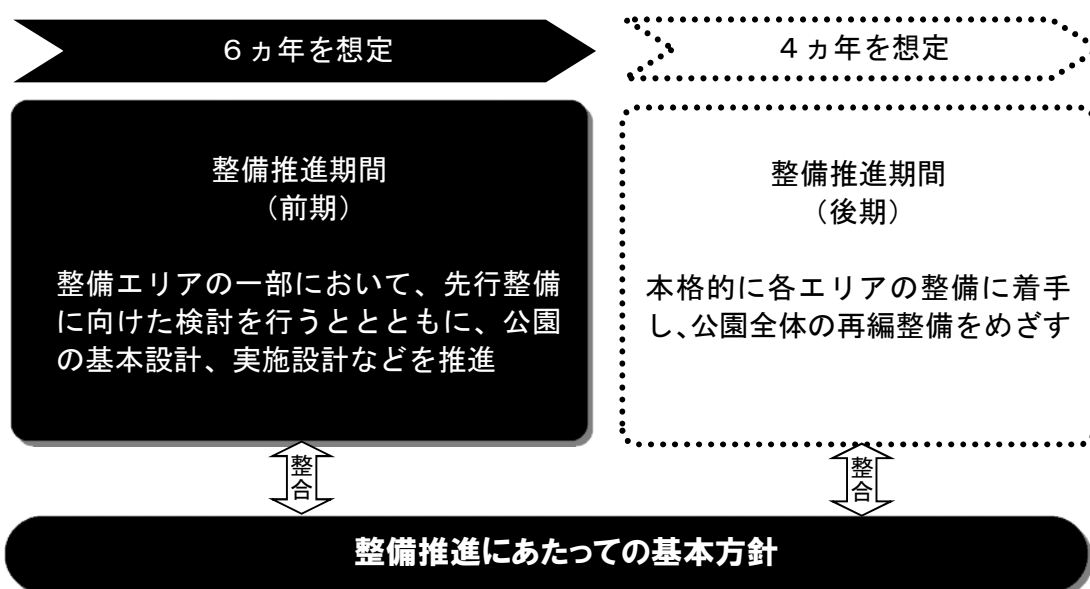 ６ヵ年を想定
４ヵ年を想定
整備推進期間
（前期）
整備エリアの一部において、先行整備
に向けた検討を行うととともに、公園
の基本設計、実施設計などを推進
整備推進期間
（後期）
本格的に各エリアの整備に着手
し、公園全体の再編整備をめざす
整合
整合
整備推進にあたっての基本方針